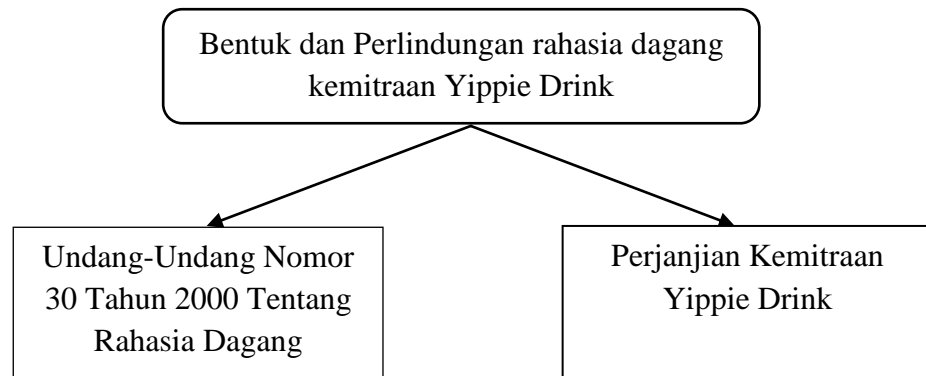 Bentuk dan Perlindungan rahasia dagang
kemitraan Yippie Drink
Undang-Undang Nomor
30 Tahun 2000 Tentang
Rahasia Dagang
Perjanjian Kemitraan
Yippie Drink